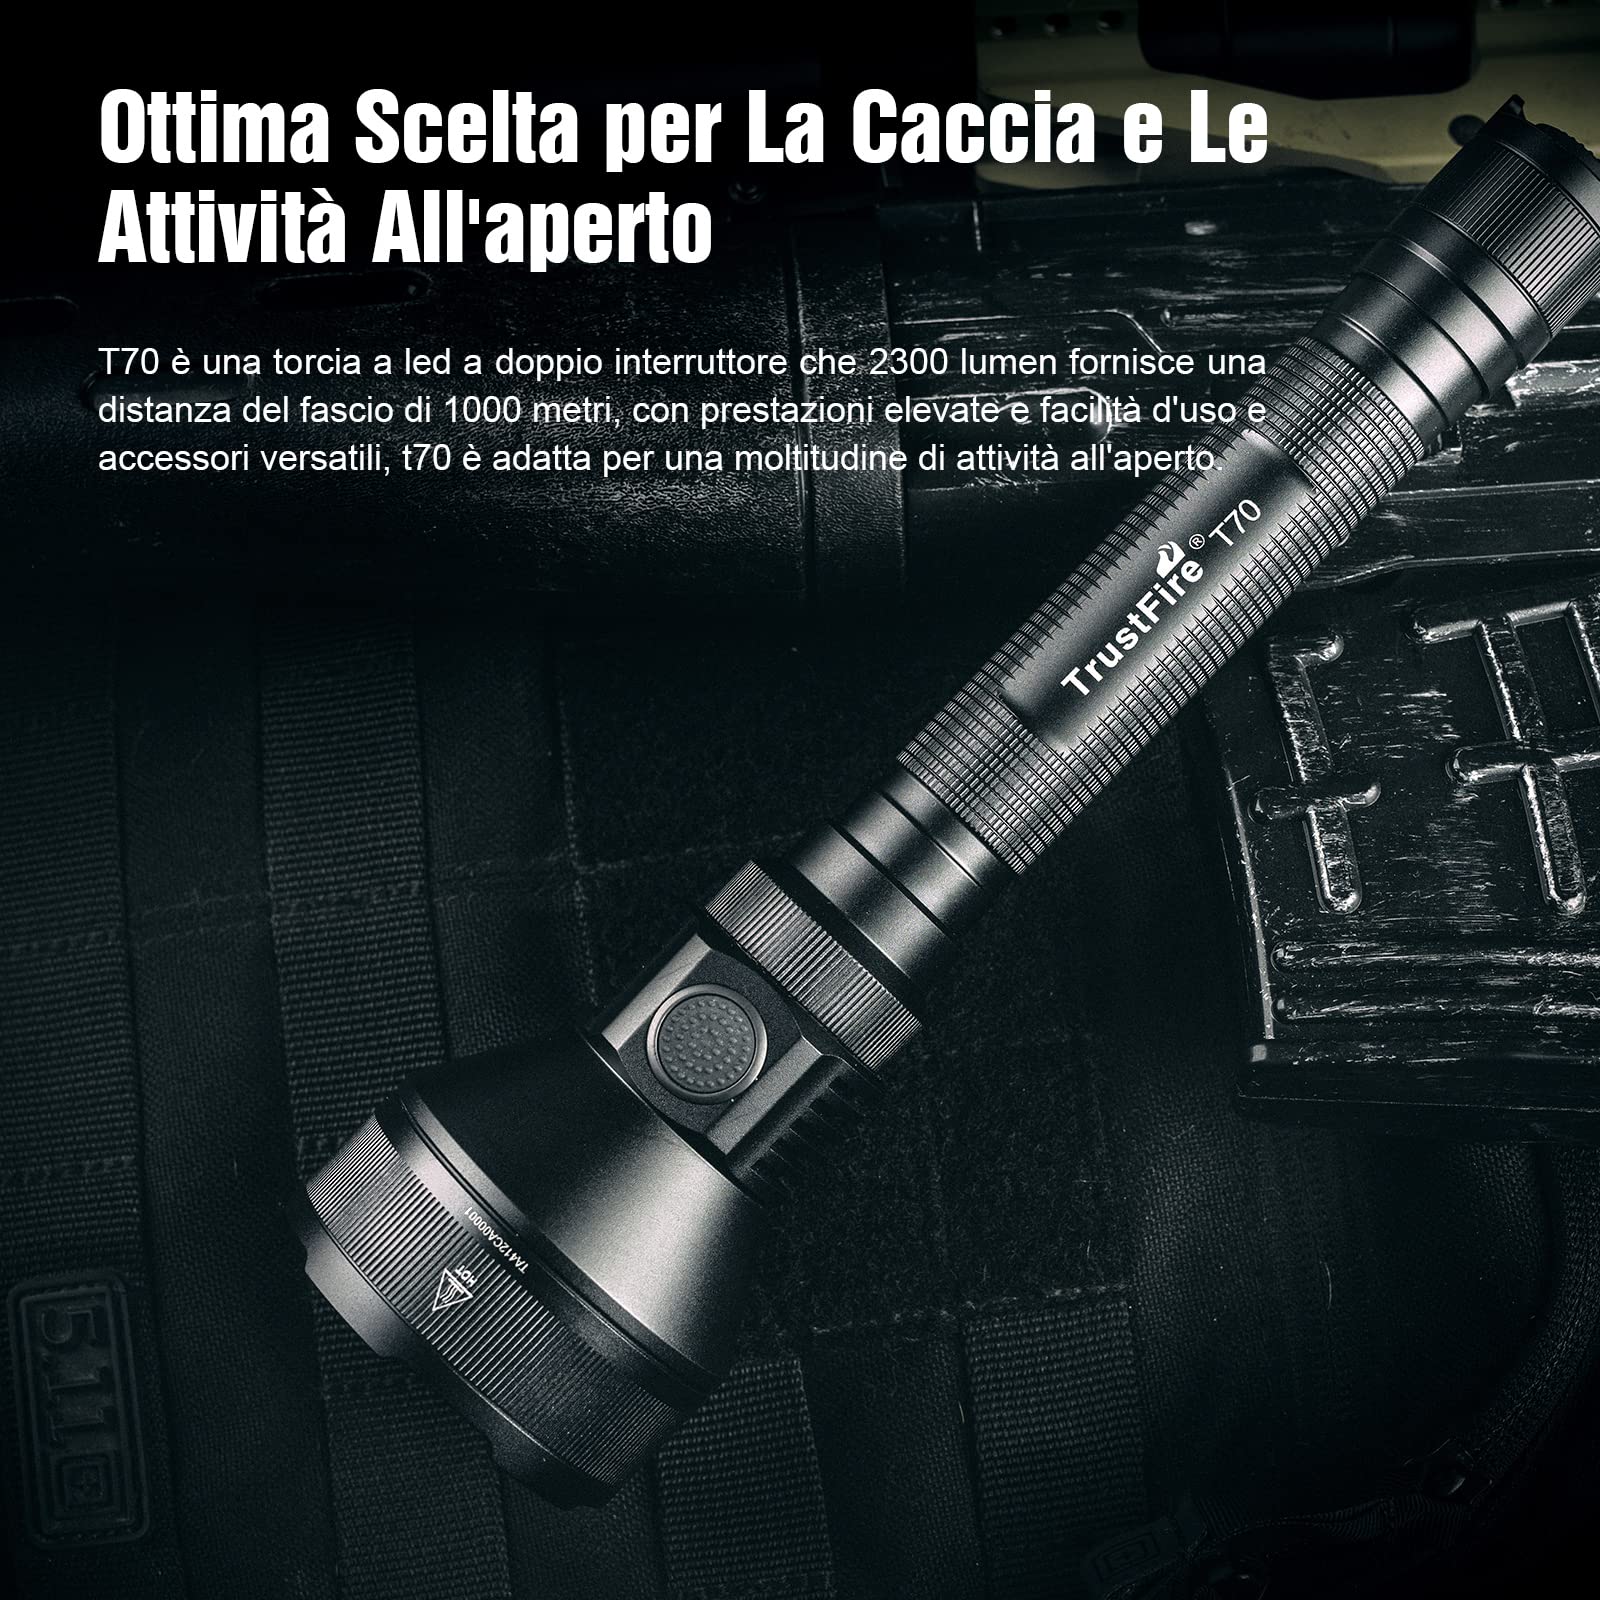 Ottima Scelta per La Caccia e Le
Attività All'aperto
T70 è una torcia a led a doppio interruttore che 2300 lumen fornisce una
distanza del fascio di 1000 metri, con prestazioni elevate e facilità d'uso e
accessori versatili, t70 è adatta per una moltitudine di attività all'aperto.
TrustFire® T70
TA412CA00001
HOT
5.11